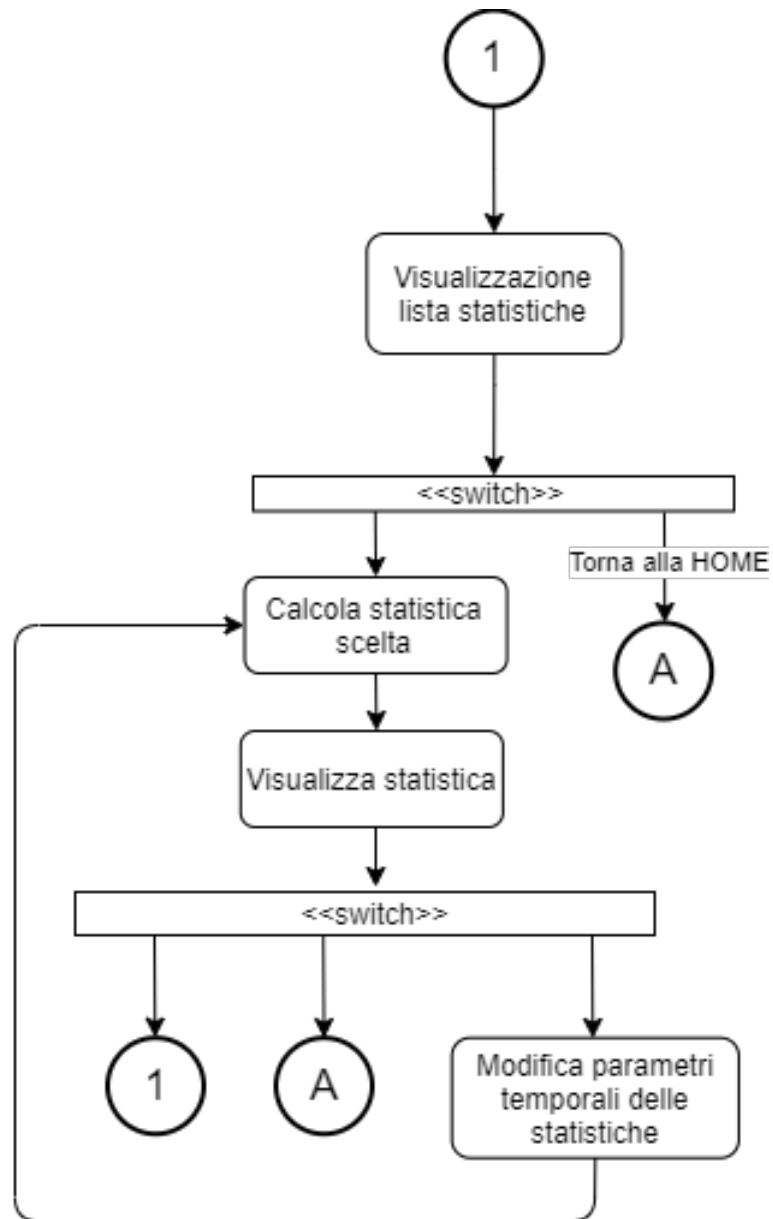 1
Visualizzazione
lista statistiche
<<switch>>
Torna alla HOME
Calcola statistica
scelta
A
Visualizza statistica
<<switch>>
1
A
Modifica parametri
temporali delle
statistiche